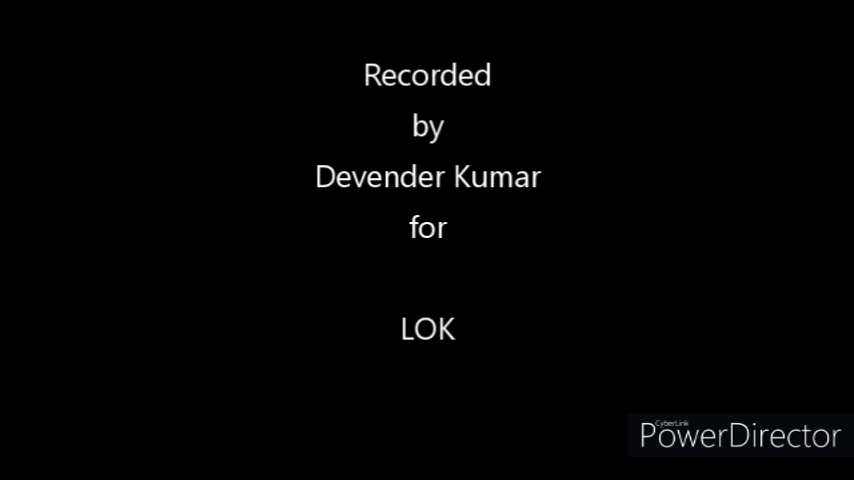 Recorded
by
Devender Kumar
for
LOK
CyberLink
PowerDirector